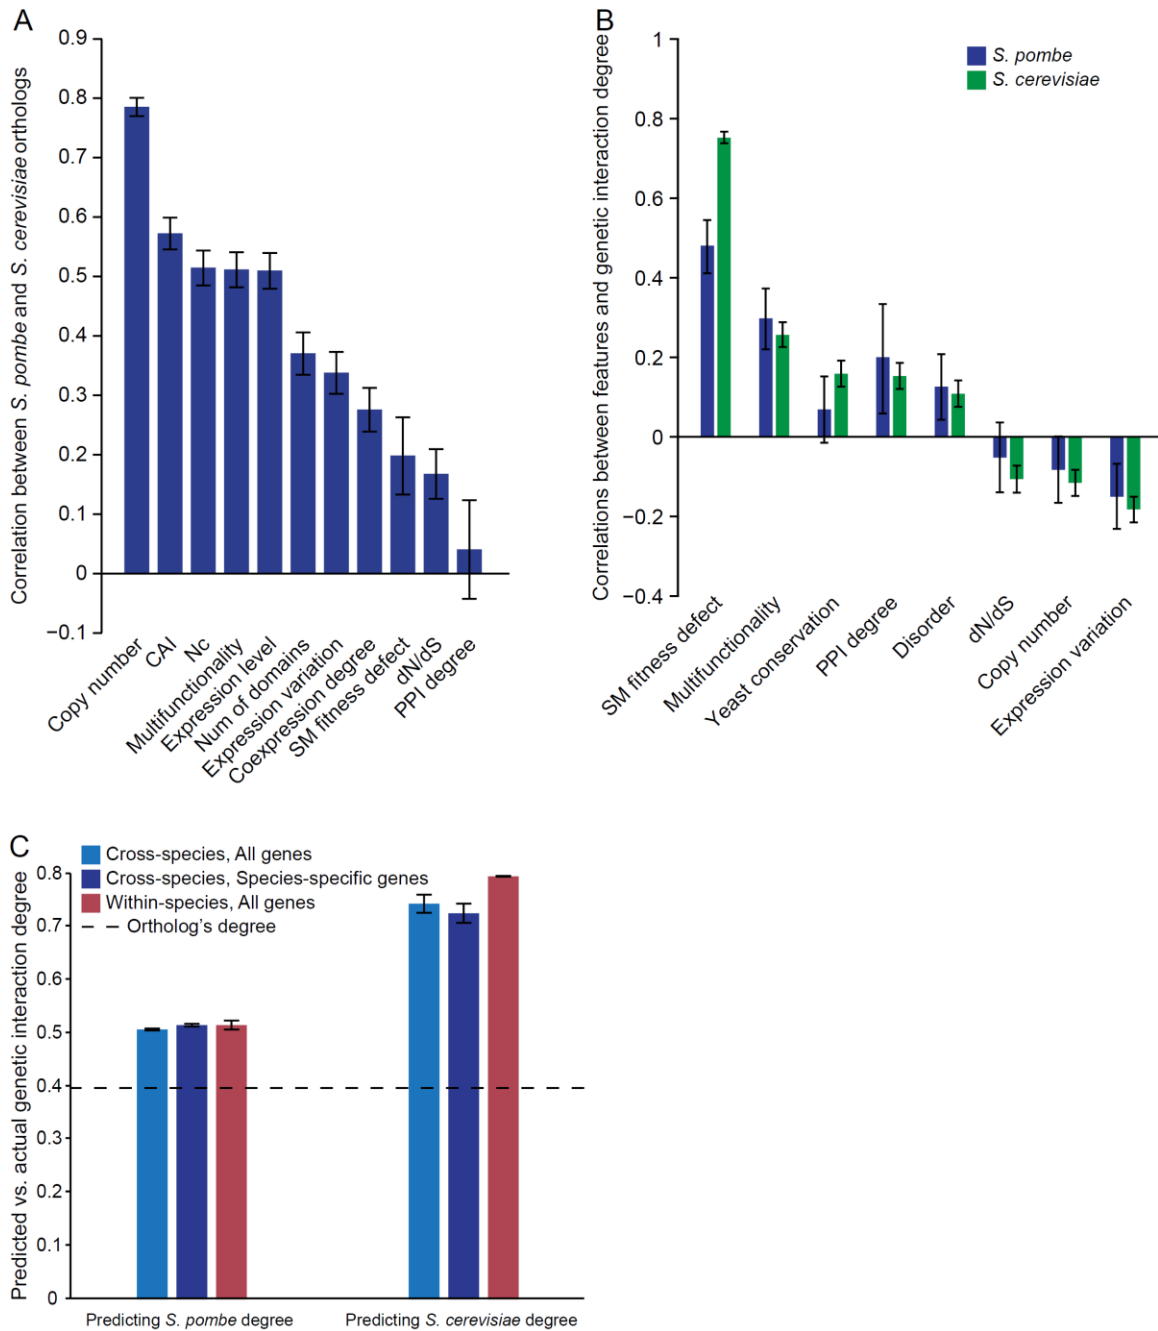 A
Correlation between S. pombe and S. cerevisiae orthologs
0.9
0.8
0.7
0.6
0.5
0.4
0.3
0.2
0.1
0
−0.1
Copy number
CAI
Nc
Multifunctionality
Expression level
Num of domains
Expression variation
Coexpression degree
SM fitness defect
dN/dS
PPI degree
B
Correlations between features and genetic interaction degree
1
0.8
0.6
0.4
0.2
0
−0.2
−0.4
S. pombe
S. cerevisiae
SM fitness defect
Multifunctionality
Yeast conservation
PPI degree
Disorder
dN/dS
Copy number
Expression variation
C
Predicted vs. actual genetic interaction degree
Cross-species, All genes
Cross-species, Species-specific genes
Within-species, All genes
Ortholog's degree
0.8
0.7
0.6
0.5
0.4
0.3
0.2
0.1
0
Predicting S. pombe degree
Predicting S. cerevisiae degree